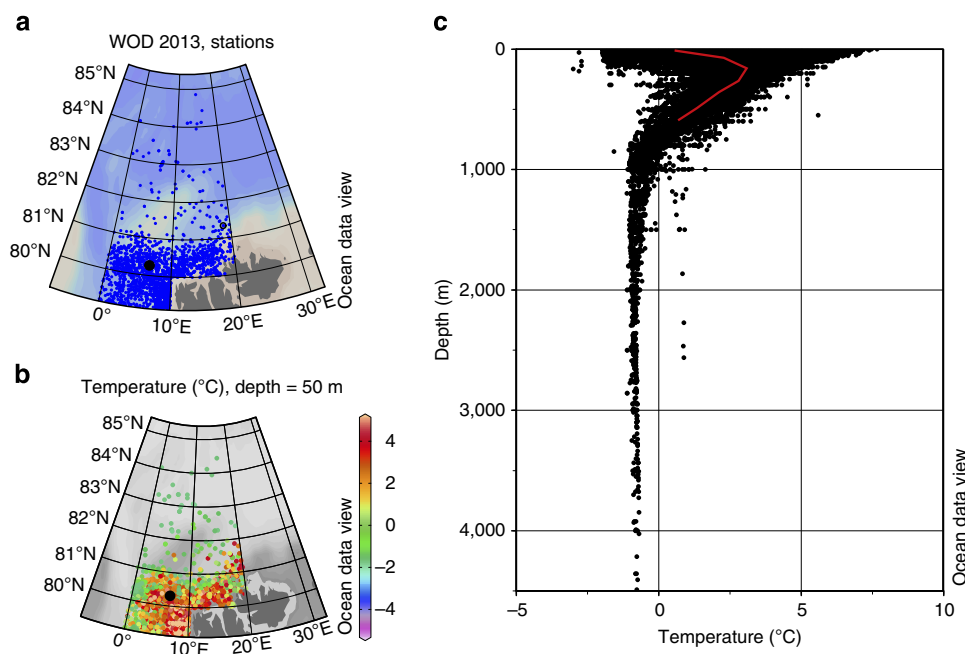 a
WOD 2013, stations
85°N
84°N
83°N
82°N
81°N
80°N
0°
10°E
20°E
30°E
Ocean data view
b
Temperature (°C), depth = 50 m
85°N
84°N
83°N
82°N
81°N
80°N
0°
10°E
20°E
30°E
Ocean data view
4
2
0
−2
−4
c
0
1,000
2,000
3,000
4,000
Depth (m)
−5
0
5
10
Temperature (°C)
Ocean data view